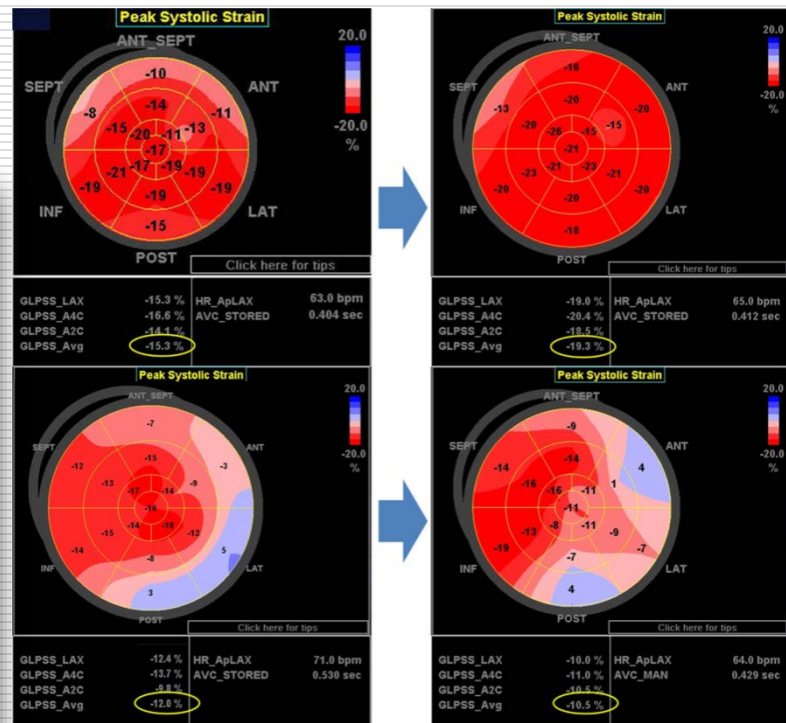 Peak Systolic Strain
20.0
-20.0
%
ANT_SEPT
SEPT
ANT
-10
-8
-14
-11
-15
-20
-11
-13
-17
-21
-17
-19
-19
-19
-19
-19
-15
INF
LAT
POST
Click here for tips
GLPSS_LAX -15.3 % HR_ApLAX 63.0 bpm
GLPSS_A4C -16.6 % AVC_STORED 0.404 sec
GLPSS_A2C -14.1 %
GLPSS_Avg -15.3 %
Peak Systolic Strain
20.0
-20.0
%
ANT_SEPT
SEPT
ANT
-16
-13
-20
-20
-20
-26
-15
-15
-21
-21
-23
-23
-21
-20
-20
-20
-18
INF
LAT
POST
Click here for tips
GLPSS_LAX -19.0 % HR_ApLAX 65.0 bpm
GLPSS_A4C -20.4 % AVC_STORED 0.412 sec
GLPSS_A2C -18.5 %
GLPSS_Avg -19.3 %
Peak Systolic Strain
20.0
-20.0
%
ANT_SEPT
SEPT
ANT
-7
-12
-15
-3
-13
-17
-14
-9
-16
-15
-14
-16
-12
-14
-8
5
3
INF
LAT
POST
Click here for tips
GLPSS_LAX -12.4 % HR_ApLAX 71.0 bpm
GLPSS_A4C -13.7 % AVC_STORED 0.530 sec
GLPSS_A2C -9.8 %
GLPSS_Avg -12.0 %
Peak Systolic Strain
20.0
-20.0
%
ANT_SEPT
SEPT
ANT
-9
-14
-14
4
-16
-16
-11
1
-11
-13
-8
-11
-9
-19
-7
-7
4
INF
LAT
POST
Click here for tips
GLPSS_LAX -10.0 % HR_ApLAX 64.0 bpm
GLPSS_A4C -11.0 % AVC_MAN 0.429 sec
GLPSS_A2C -10.5 %
GLPSS_Avg -10.5 %